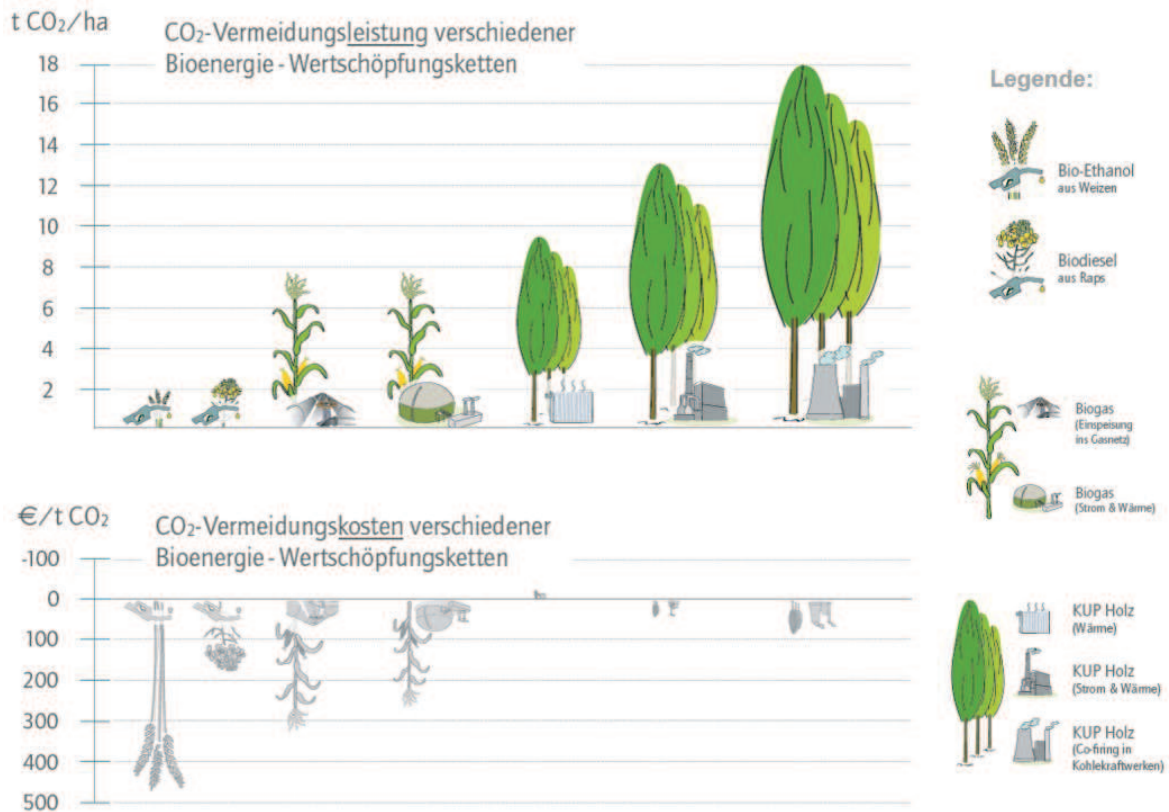 t CO₂/ha
CO₂-Vermeidungsleistung verschiedener
Bioenergie - Wertschöpfungsketten
18
16
14
12
10
8
6
4
2
Legende:
Bio-Ethanol
aus Weizen
Biodiesel
aus Raps
Biogas
(Einspeisung
ins Gasnetz)
Biogas
(Strom & Wärme)
€/t CO₂
CO₂-Vermeidungskosten verschiedener
Bioenergie - Wertschöpfungsketten
-100
0
100
200
300
400
500
KUP Holz
(Wärme)
KUP Holz
(Strom & Wärme)
KUP Holz
(Co-firing in
Kohlekraftwerken)